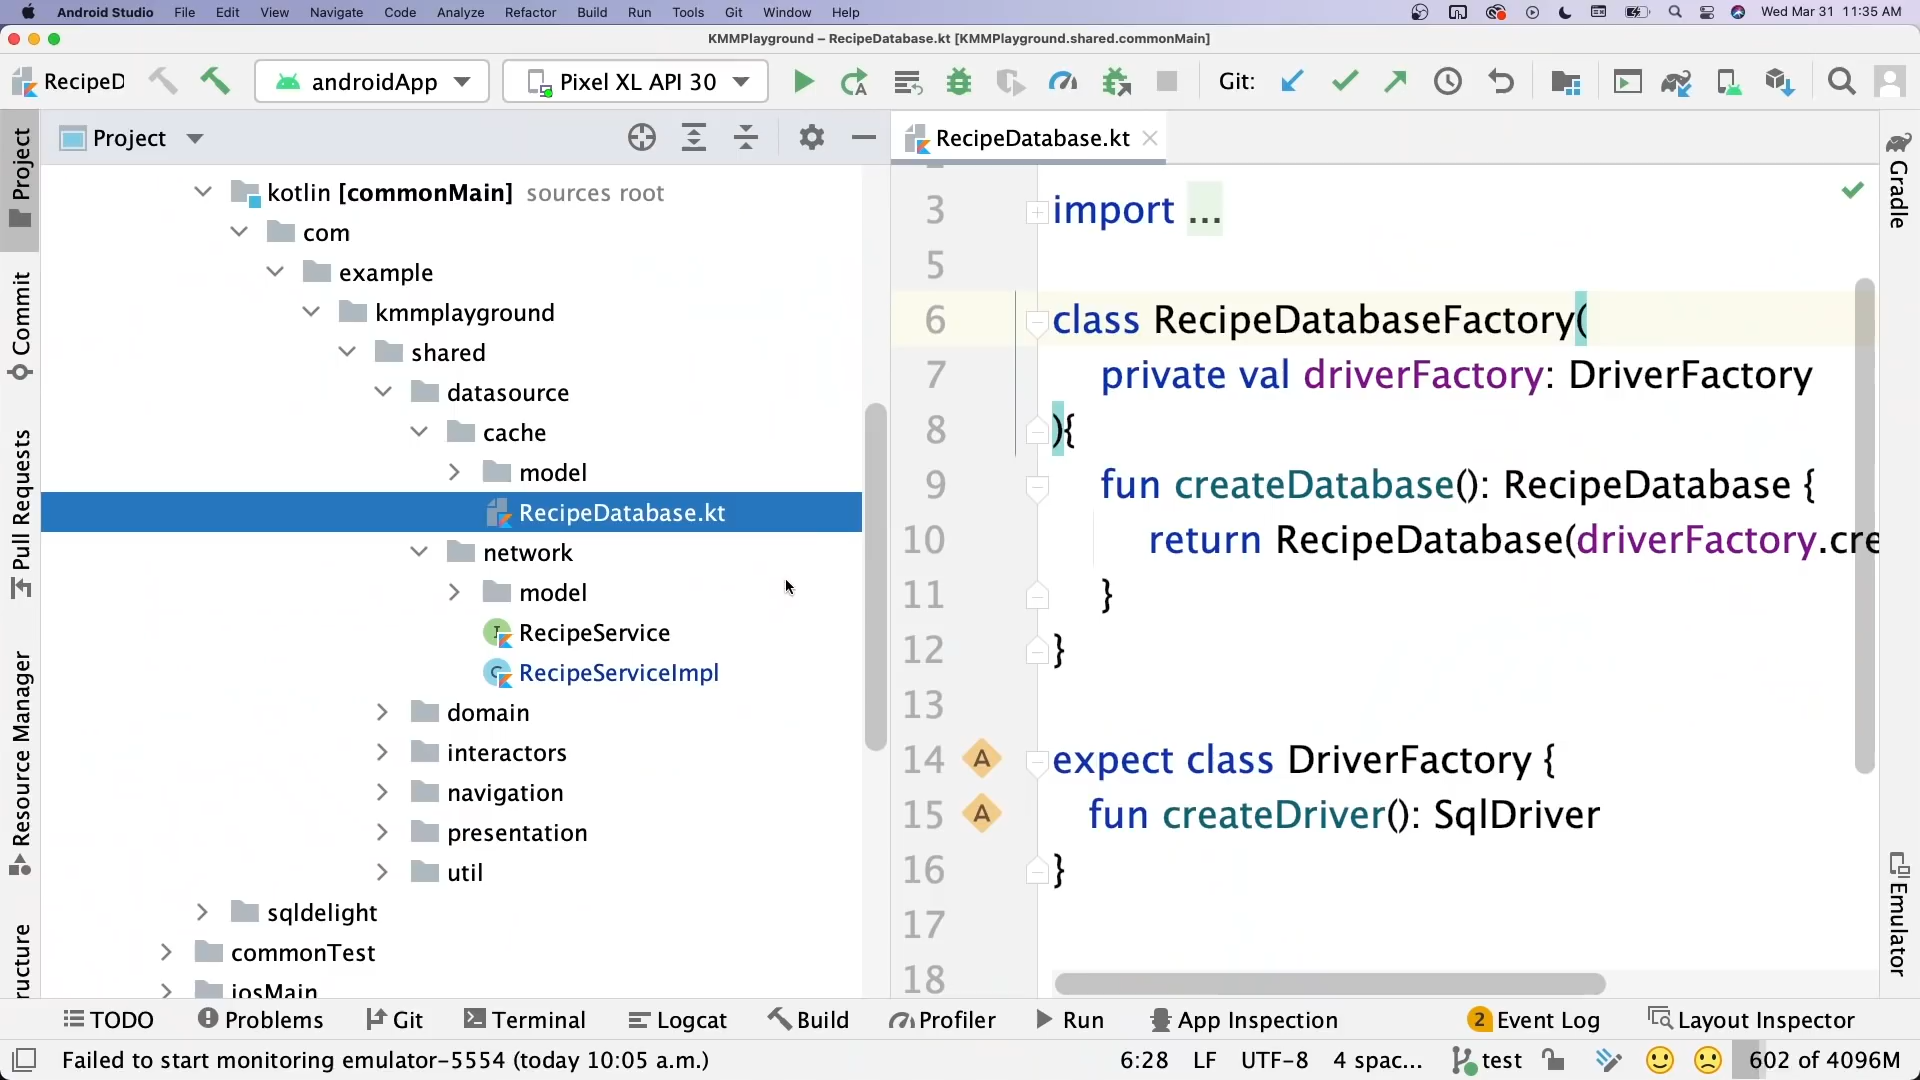 Android Studio File Edit View Navigate Code Analyze Refactor Build Run Tools Git Window Help Wed Mar 31 11:35 AM
KMMPlayground – RecipeDatabase.kt [KMMPlayground.shared.commonMain]
RecipeD androidApp Pixel XL API 30 Git:
Project RecipeDatabase.kt
kotlin [commonMain] sources root
com
example
kmmplayground
shared
datasource
cache
model
RecipeDatabase.kt
network
model
RecipeService
RecipeServiceImpl
domain
interactors
navigation
presentation
util
sqldelight
commonTest
iosMain
3 import ...
5
6 class RecipeDatabaseFactory(
7 private val driverFactory: DriverFactory
8 ){
9 fun createDatabase(): RecipeDatabase {
10 return RecipeDatabase(driverFactory.cre
11 }
12 }
13
14 A expect class DriverFactory {
15 A fun createDriver(): SqlDriver
16 }
17
18
Project
Commit
Pull Requests
Resource Manager
ructure
Gradle
Emulator
TODO Problems Git Terminal Logcat Build Profiler Run App Inspection 2 Event Log Layout Inspector
Failed to start monitoring emulator-5554 (today 10:05 a.m.) 6:28 LF UTF-8 4 spac... test 602 of 4096M